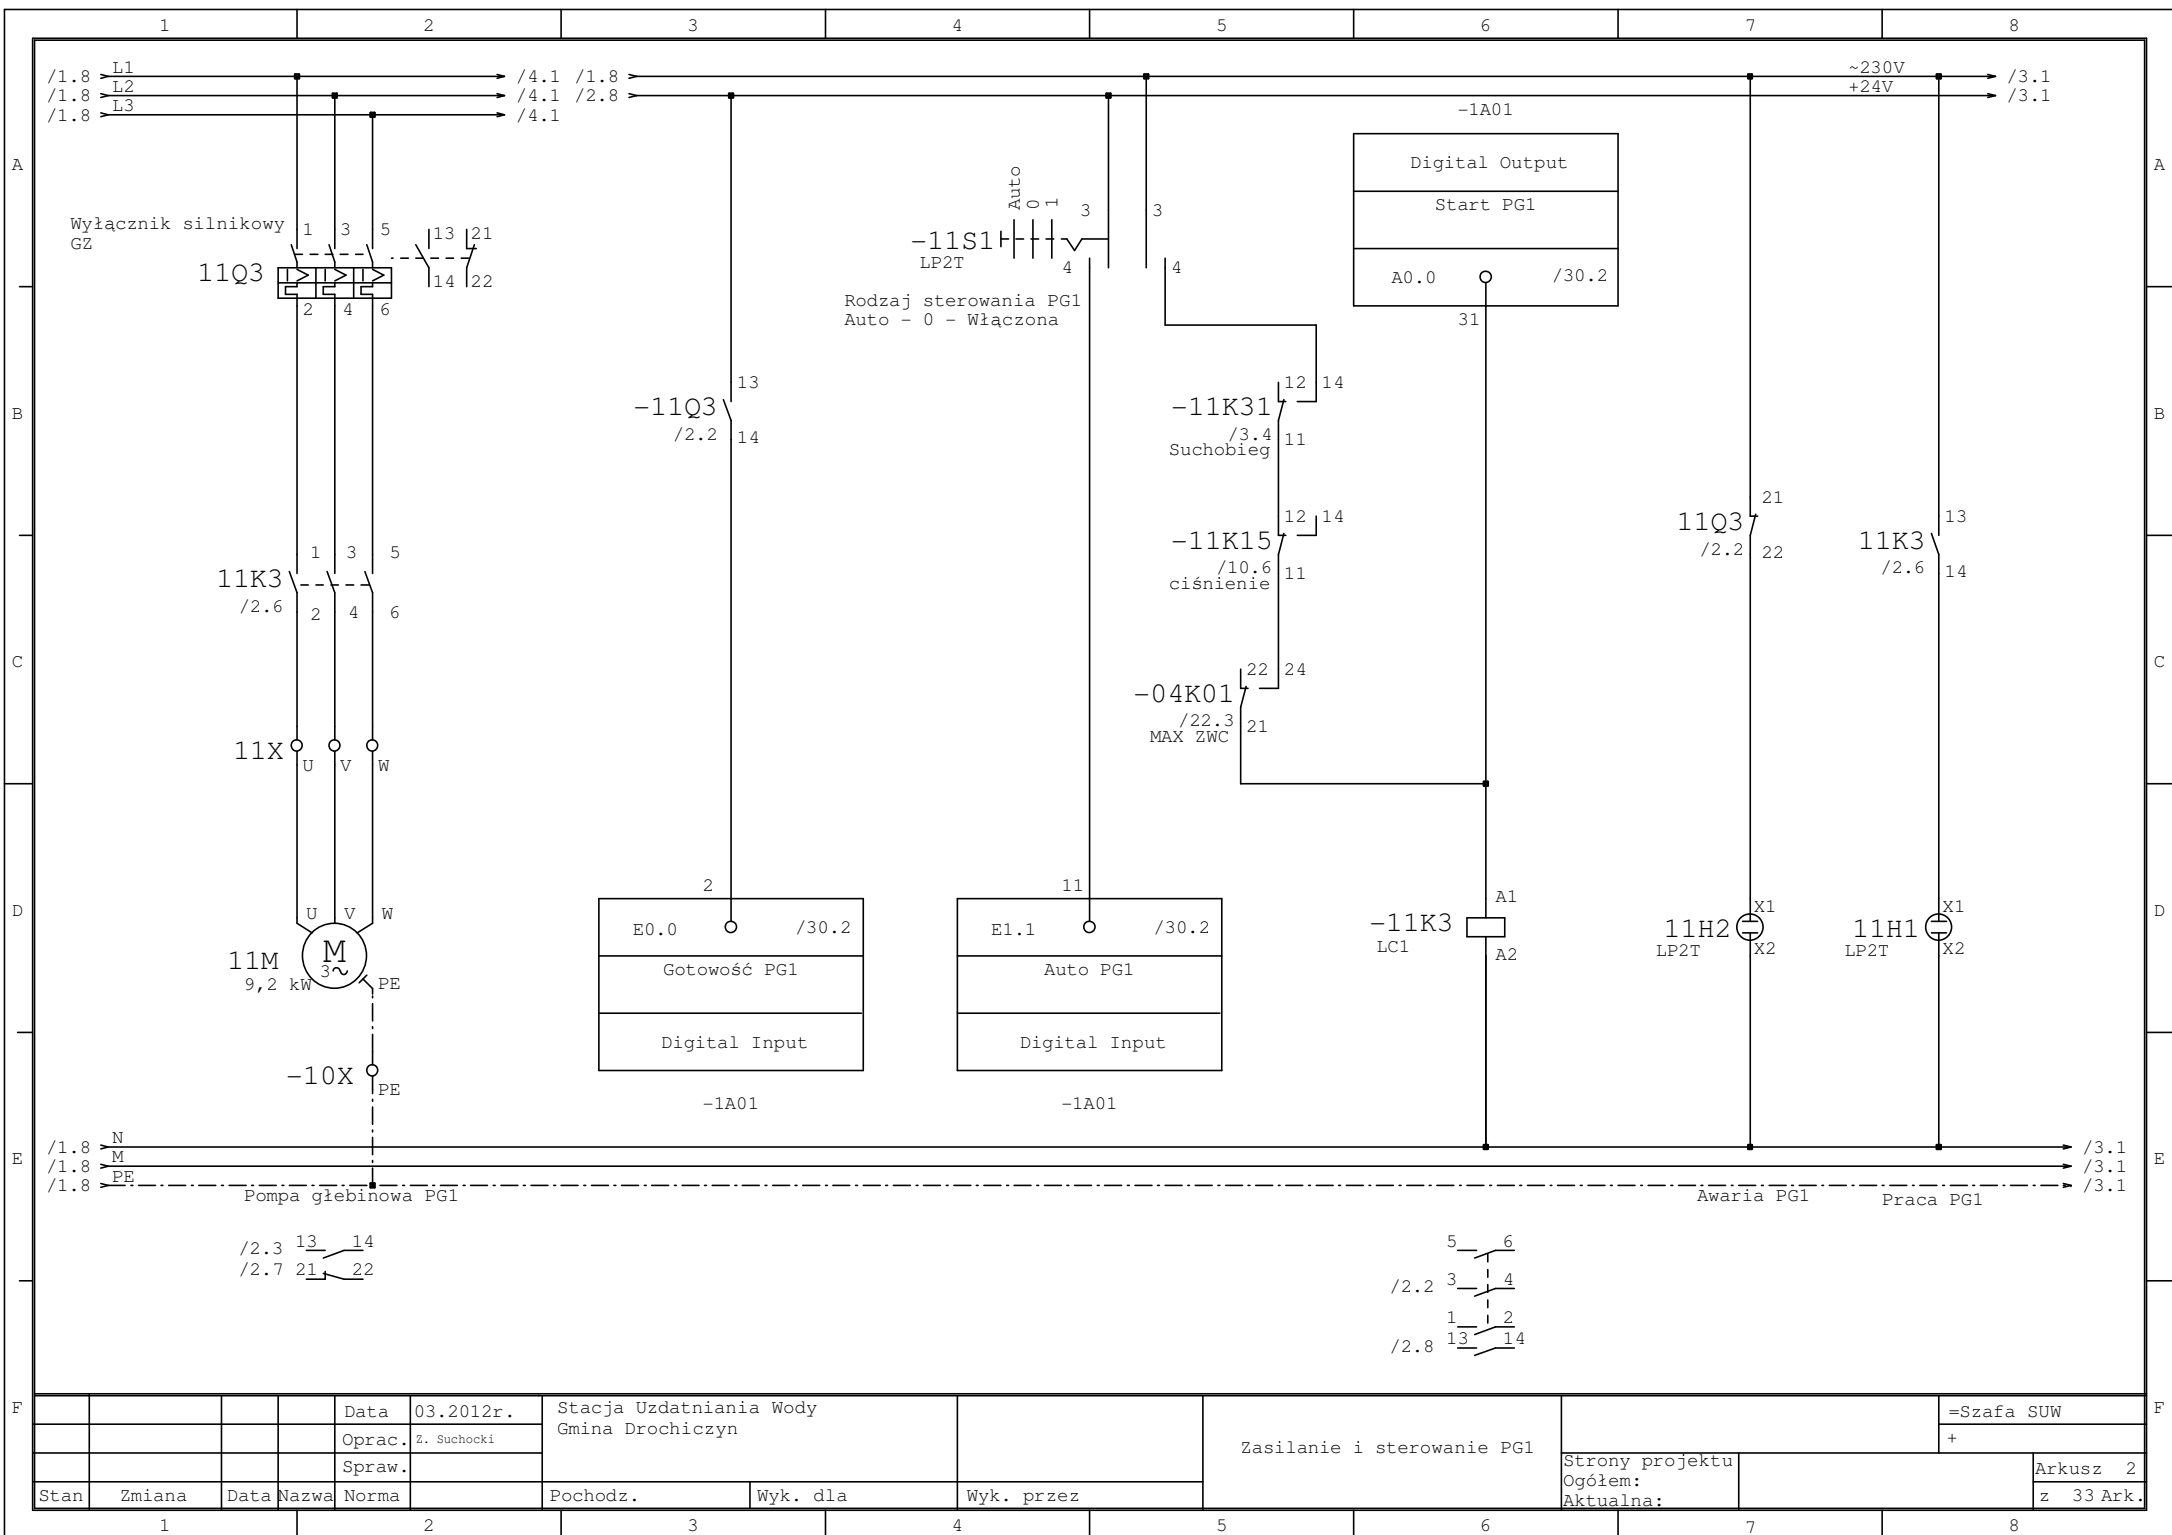 1 2 3 4 5 6 7 8
/1.8 L1 /4.1 /1.8 ~230V /3.1
/1.8 L2 /4.1 /2.8 +24V /3.1
/1.8 L3 /4.1
-1A01
A A
Digital Output
Start PG1
A0.0 /30.2
31
Wyłącznik silnikowy
GZ
11Q3
1 3 5 13 21
14 22
2 4 6
Auto
0
1
3 3
-11S1
LP2T
4 4
Rodzaj sterowania PG1
Auto - 0 - Włączona
B B
13
-11Q3
/2.2 14
12 14
-11K31
/3.4 11
Suchobieg
12 14
-11K15
/10.6 11
ciśnienie
21
11Q3
/2.2 22
13
11K3
/2.6 14
1 3 5
11K3
/2.6
2 4 6
C C
22 24
-04K01
/22.3 21
MAX ZWC
11X
U V W
D D
U V W
M
3~
11M
9,2 kW
PE
2
E0.0 /30.2
Gotowość PG1
Digital Input
-1A01
11
E1.1 /30.2
Auto PG1
Digital Input
-1A01
A1
-11K3
LC1
A2
X1
11H2
LP2T
X2
X1
11H1
LP2T
X2
-10X
PE
E E
/1.8 N /3.1
/1.8 M /3.1
/1.8 PE /3.1
Pompa głebinowa PG1 Awaria PG1 Praca PG1
/2.3 13 14
/2.7 21 22
5 6
/2.2 3 4
1 2
/2.8 13 14
F F
Data 03.2012r.
Oprac. Z. Suchocki
Spraw.
Stan Zmiana Data Nazwa Norma
Stacja Uzdatniania Wody
Gmina Drochiczyn
Pochodz. Wyk. dla Wyk. przez
Zasilanie i sterowanie PG1
Strony projektu
Ogółem:
Aktualna:
=Szafa SUW
+
Arkusz 2
z 33 Ark.
1 2 3 4 5 6 7 8